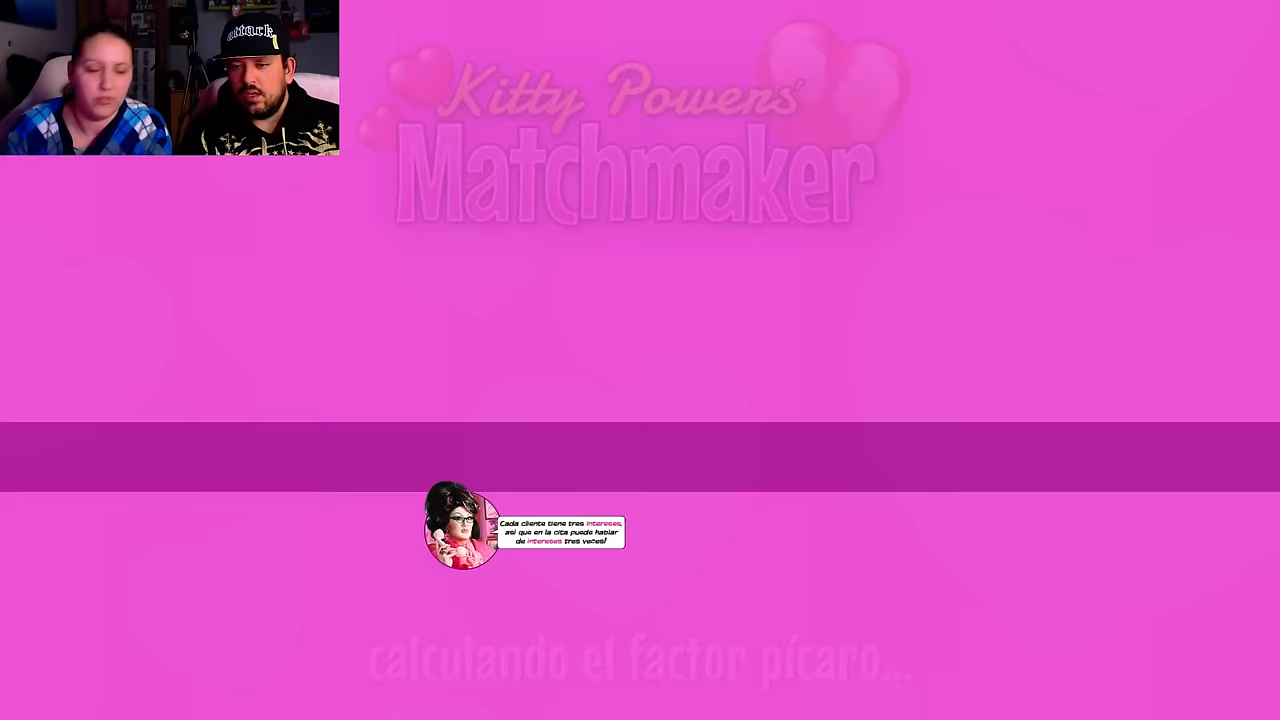 attack
Kitty Powers'
Matchmaker
Cada cliente tiene tres intereses,
así que en la cita puede hablar
de intereses tres veces!
calculando el factor pícaro...